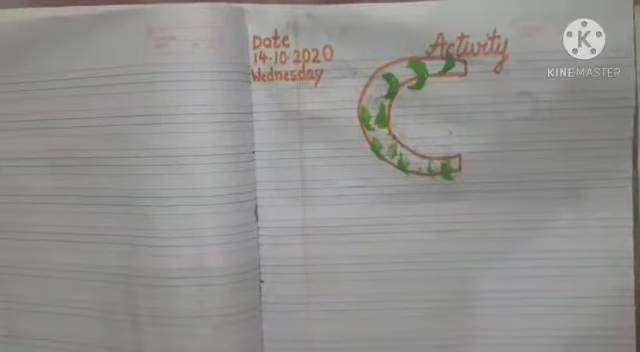 Date
14.10.2020
Wednesday
Activity
C
K
KINEMASTER